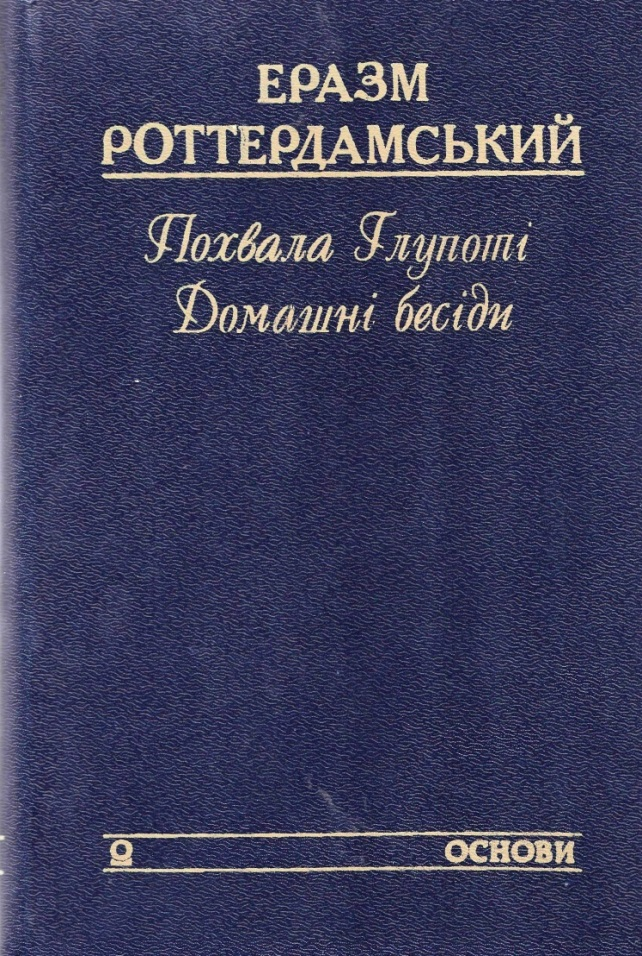 ЕРАЗМ
РОТТЕРДАМСЬКИЙ
Похвала Глупоті
Домашні бесіди
О ОСНОВИ